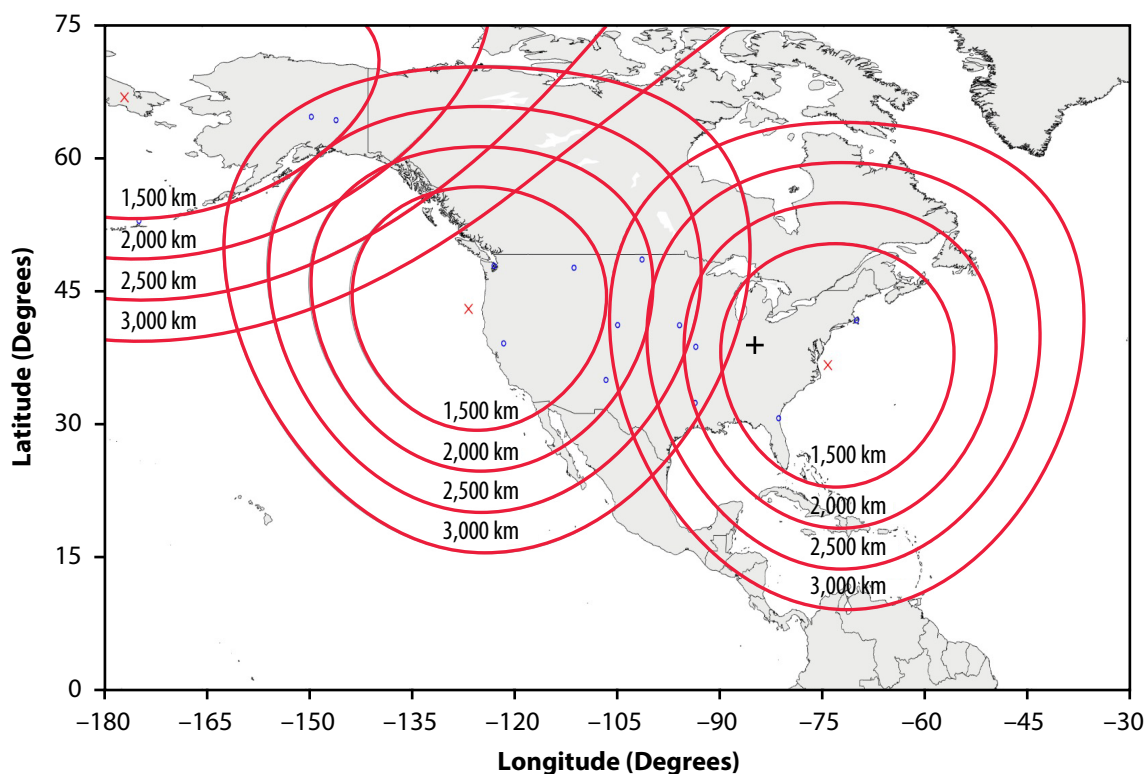 75
60
45
30
15
0
Latitude (Degrees)
1,500 km
2,000 km
2,500 km
3,000 km
1,500 km
2,000 km
2,500 km
3,000 km
1,500 km
2,000 km
2,500 km
3,000 km
–180 –165 –150 –135 –120 –105 –90 –75 –60 –45 –30
Longitude (Degrees)